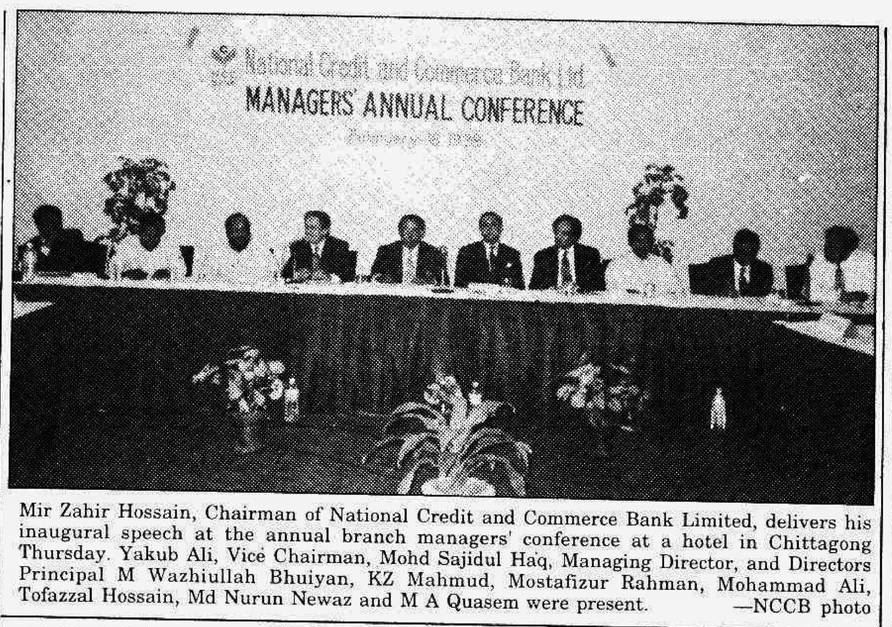 National Credit and Commerce Bank Ltd.
MANAGERS' ANNUAL CONFERENCE
Mir Zahir Hossain, Chairman of National Credit and Commerce Bank Limited, delivers his
inaugural speech at the annual branch managers' conference at a hotel in Chittagong
Thursday. Yakub Ali, Vice Chairman, Mohd Sajidul Haq, Managing Director, and Directors
Principal M Wazhiullah Bhuiyan, KZ Mahmud, Mostafizur Rahman, Mohammad Ali,
Tofazzal Hossain, Md Nurun Newaz and M A Quasem were present. —NCCB photo